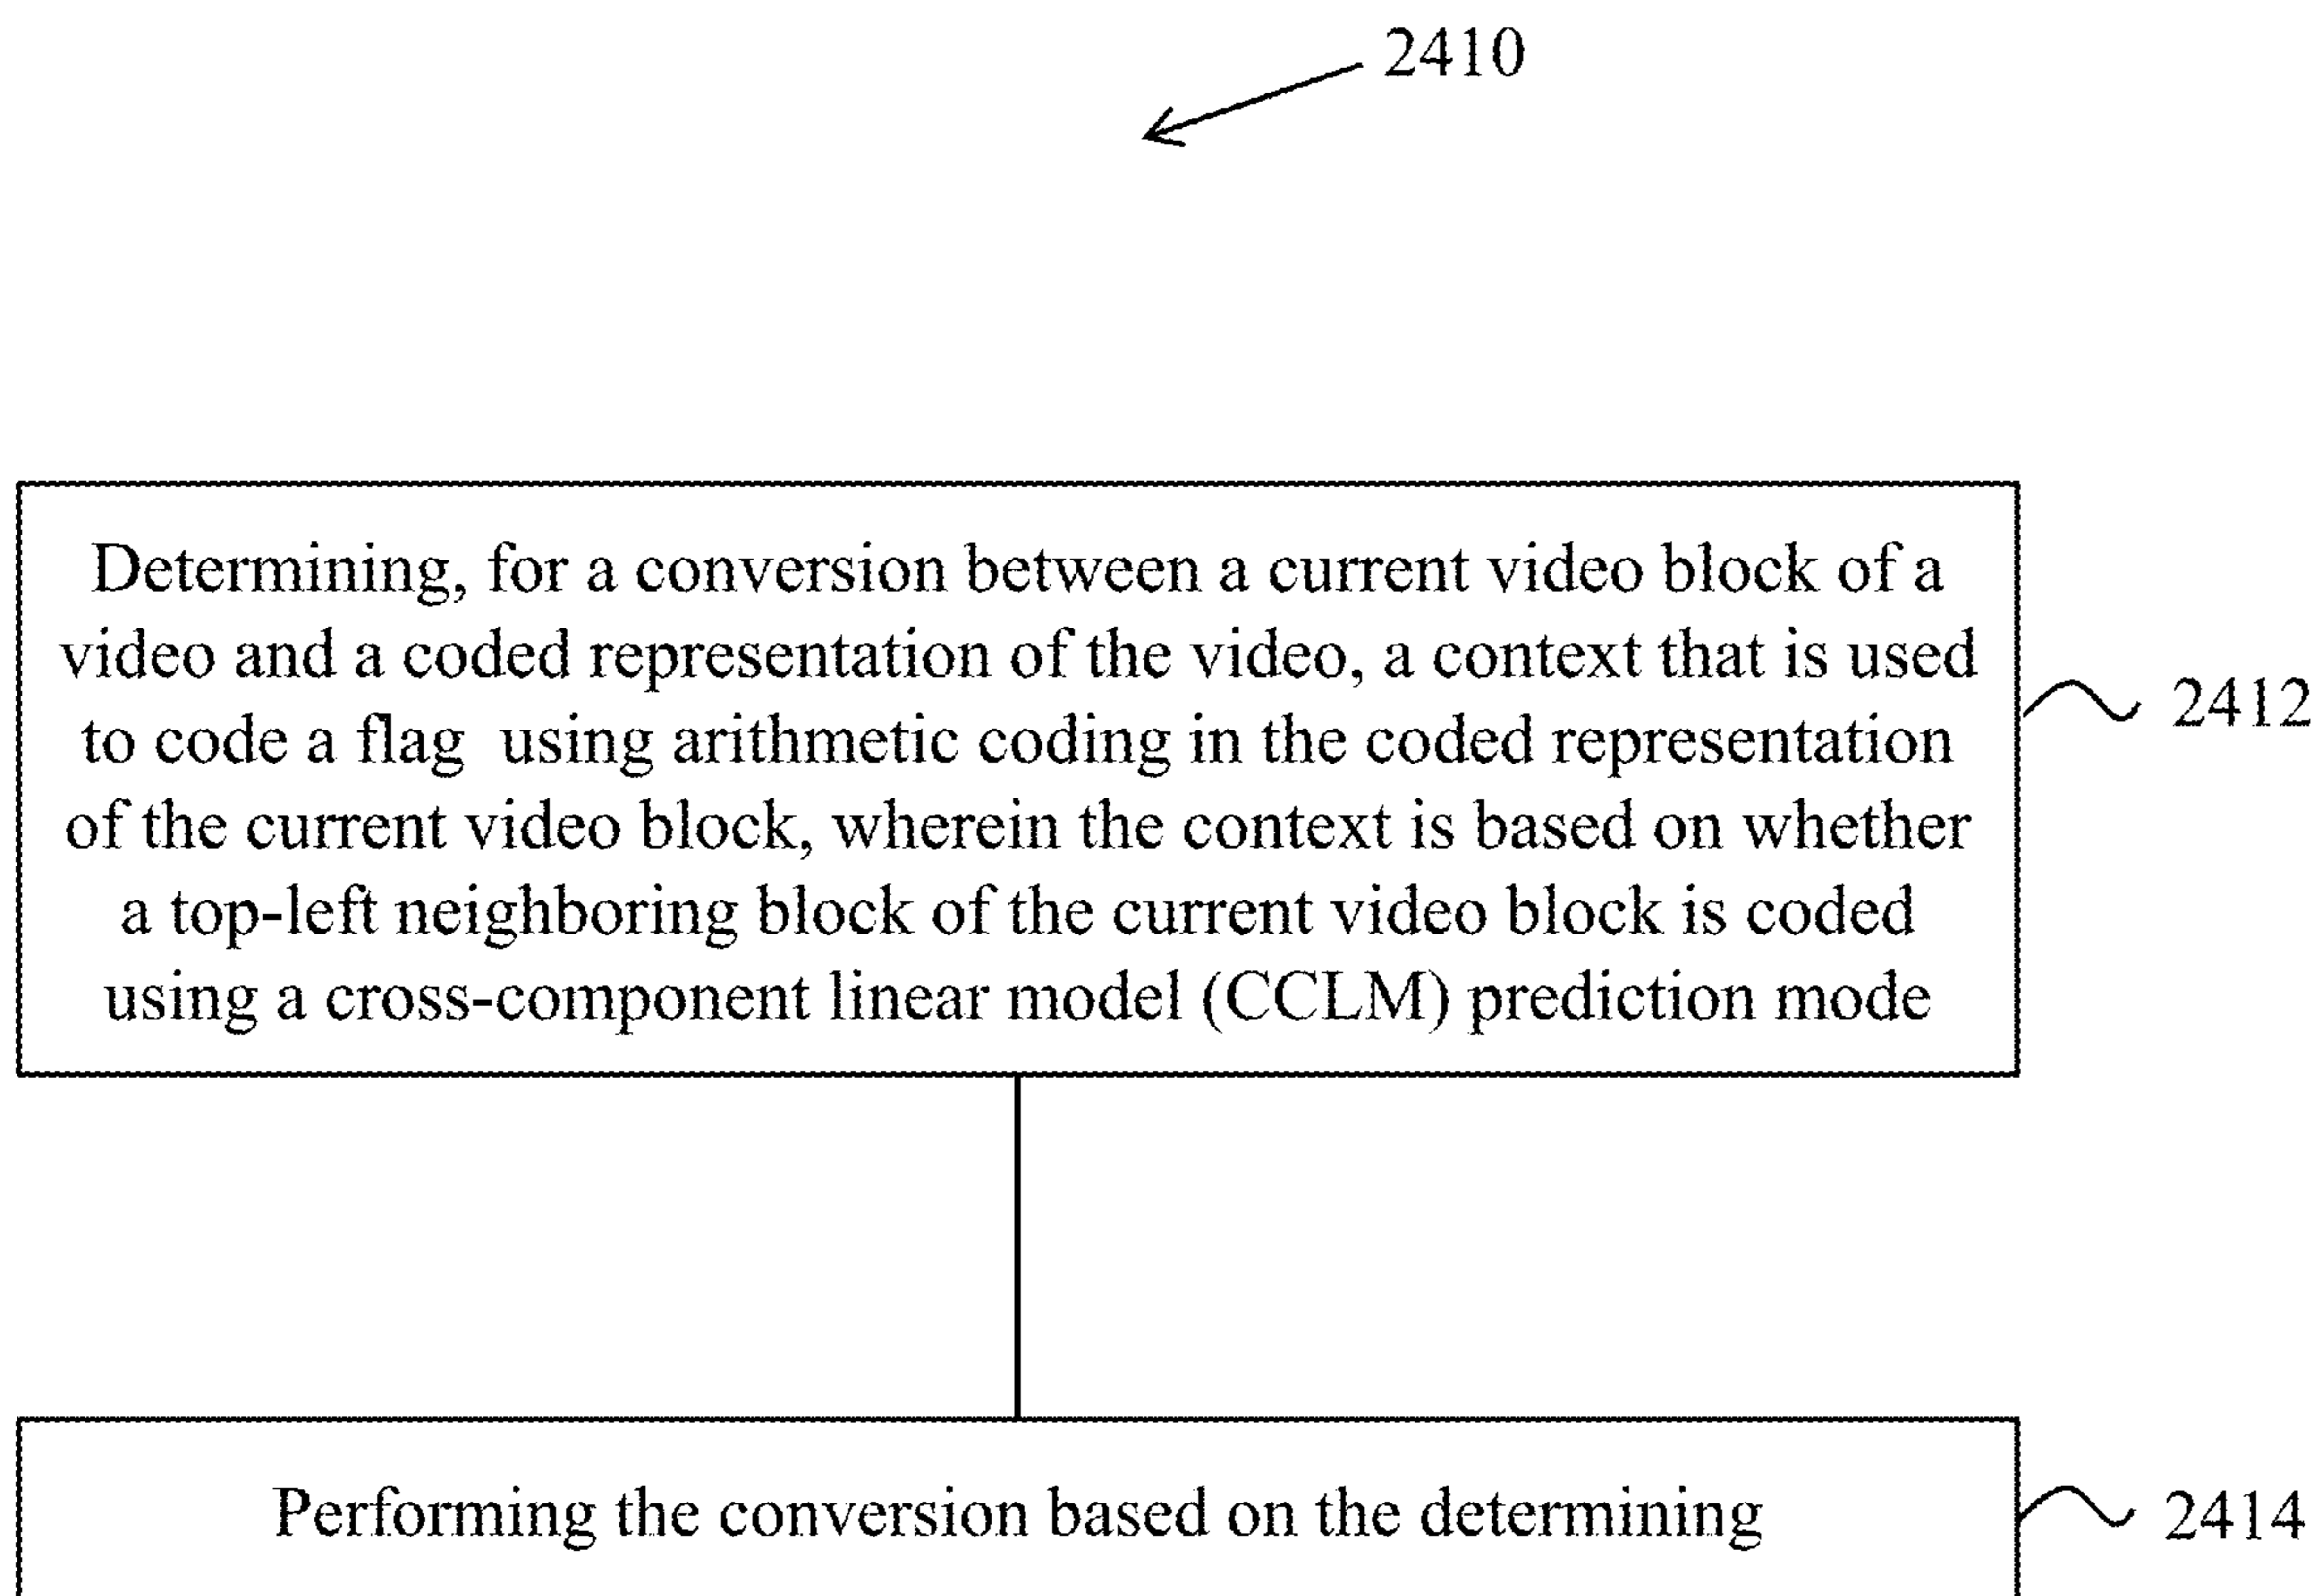 2410
Determining, for a conversion between a current video block of a
video and a coded representation of the video, a context that is used
to code a flag using arithmetic coding in the coded representation
of the current video block, wherein the context is based on whether
a top-left neighboring block of the current video block is coded
using a cross-component linear model (CCLM) prediction mode
2412
Performing the conversion based on the determining
2414